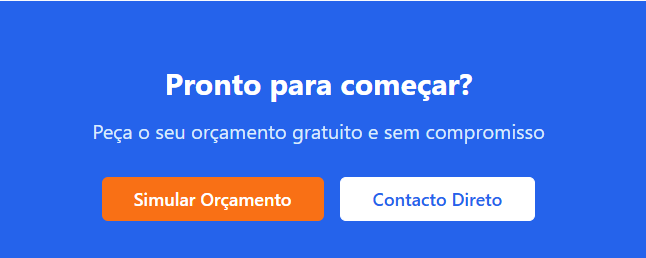 Pronto para começar?
Peça o seu orçamento gratuito e sem compromisso
Simular Orçamento
Contacto Direto